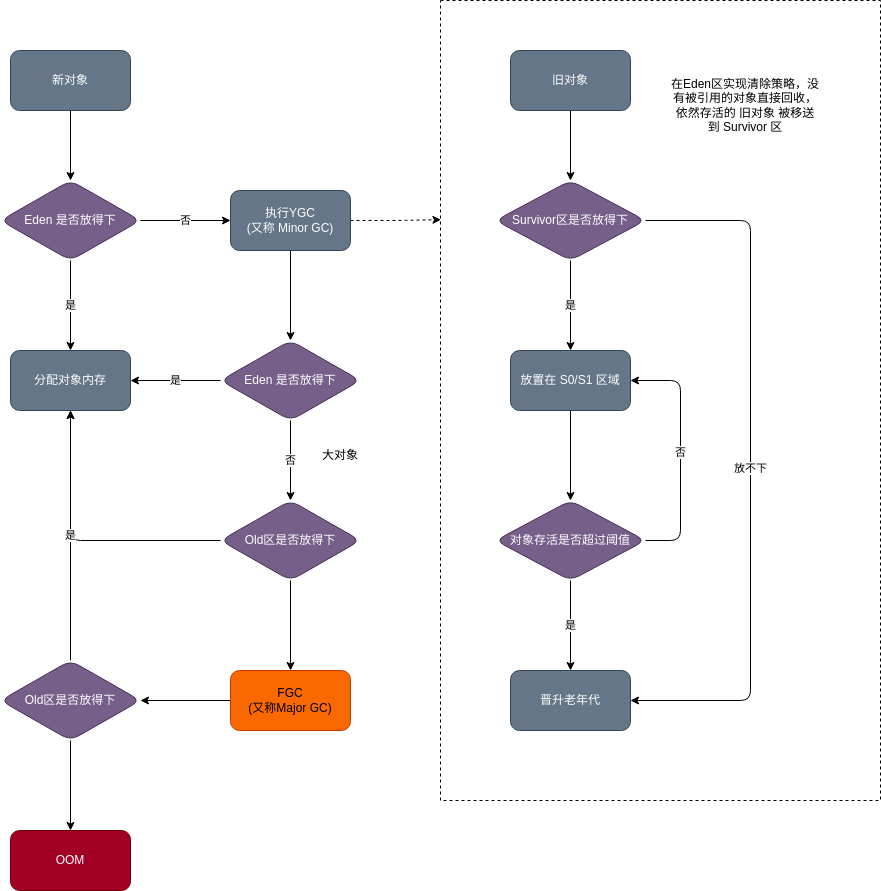 新对象
Eden 是否放得下
否
执行YGC
(又称 Minor GC)
是
分配对象内存
是
Eden 是否放得下
否
大对象
是
Old区是否放得下
Old区是否放得下
FGC
(又称Major GC)
OOM
旧对象
在Eden区实现清除策略，没
有被引用的对象直接回收，
依然存活的 旧对象 被移送
到 Survivor 区
Survivor区是否放得下
是
放置在 S0/S1 区域
否
放不下
对象存活是否超过阈值
是
晋升老年代